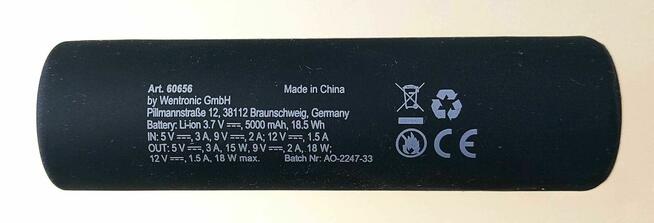 Art. 60656 Made in China
by Wentronic GmbH
Pillmannstraße 12, 38112 Braunschweig, Germany
Battery: Li-ion 3.7 V ⎓, 5000 mAh, 18.5 Wh
IN: 5 V ⎓, 3 A, 9 V ⎓, 2 A; 12 V ⎓, 1.5 A
OUT: 5 V ⎓, 3 A, 15 W, 9 V ⎓, 2 A, 18 W;
12 V ⎓, 1.5 A, 18 W max. Batch Nr: AO-2247-33
CE